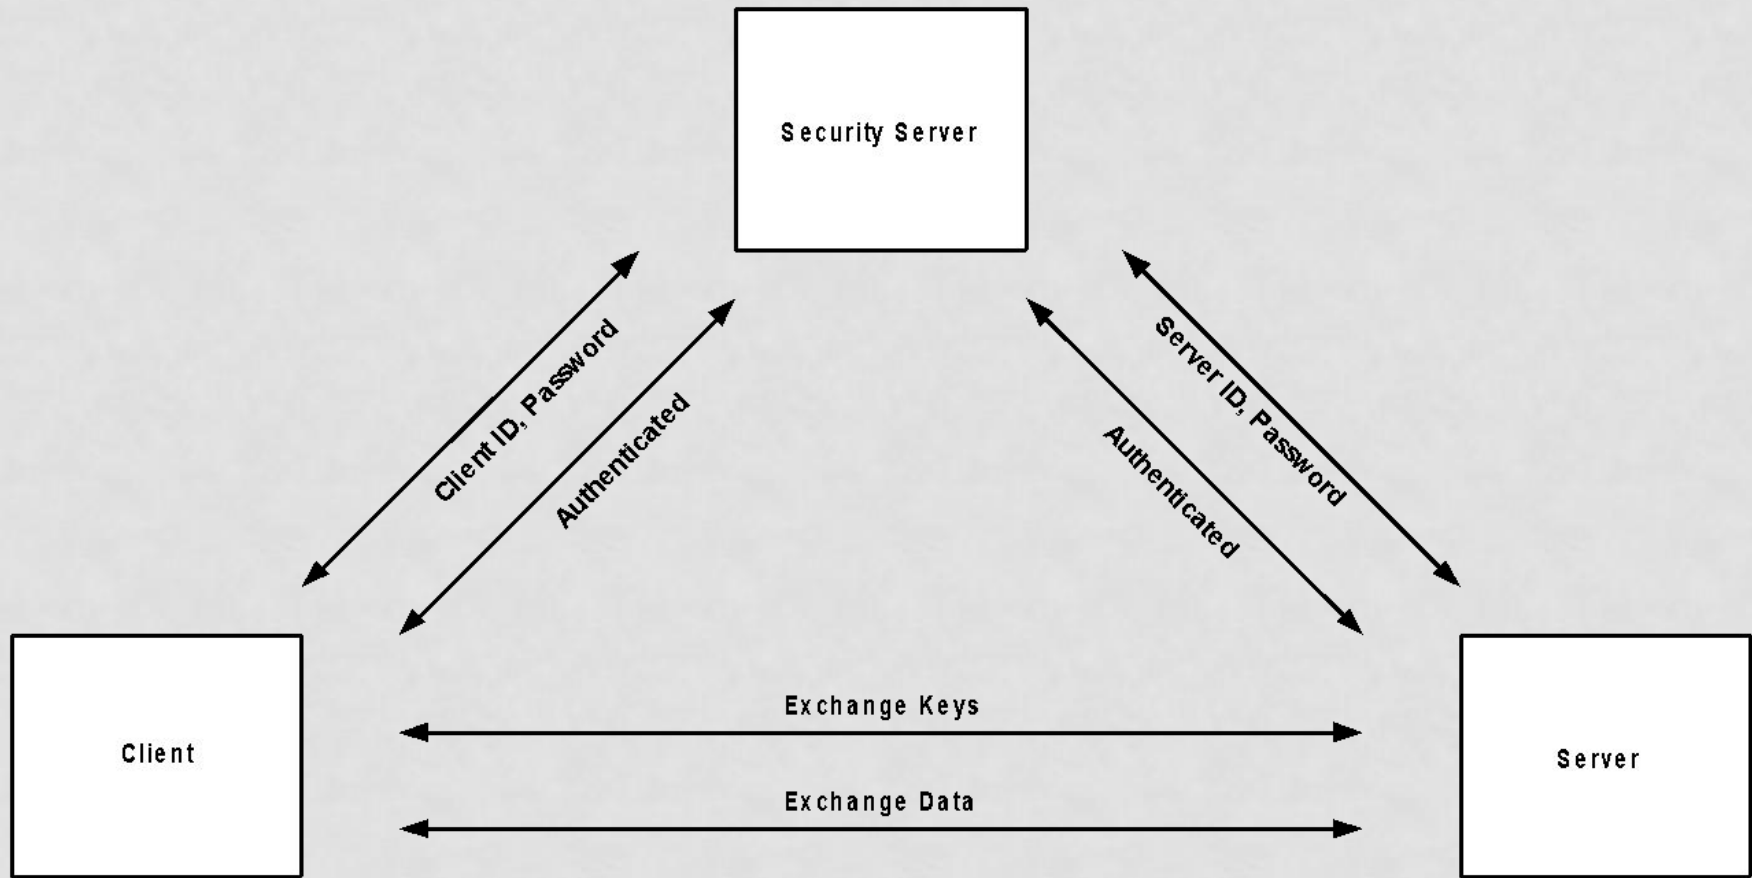 Security Server
Client ID, Password
Authenticated
Server ID, Password
Authenticated
Exchange Keys
Client
Server
Exchange Data